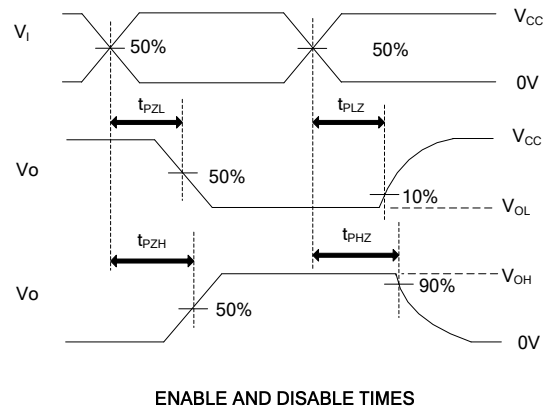 V_I 50% 50% V_CC
0V
t_PZL t_PLZ
V_CC
Vo 50% 10%
V_OL
t_PZH t_PHZ
V_OH
Vo 50% 90%
0V
ENABLE AND DISABLE TIMES